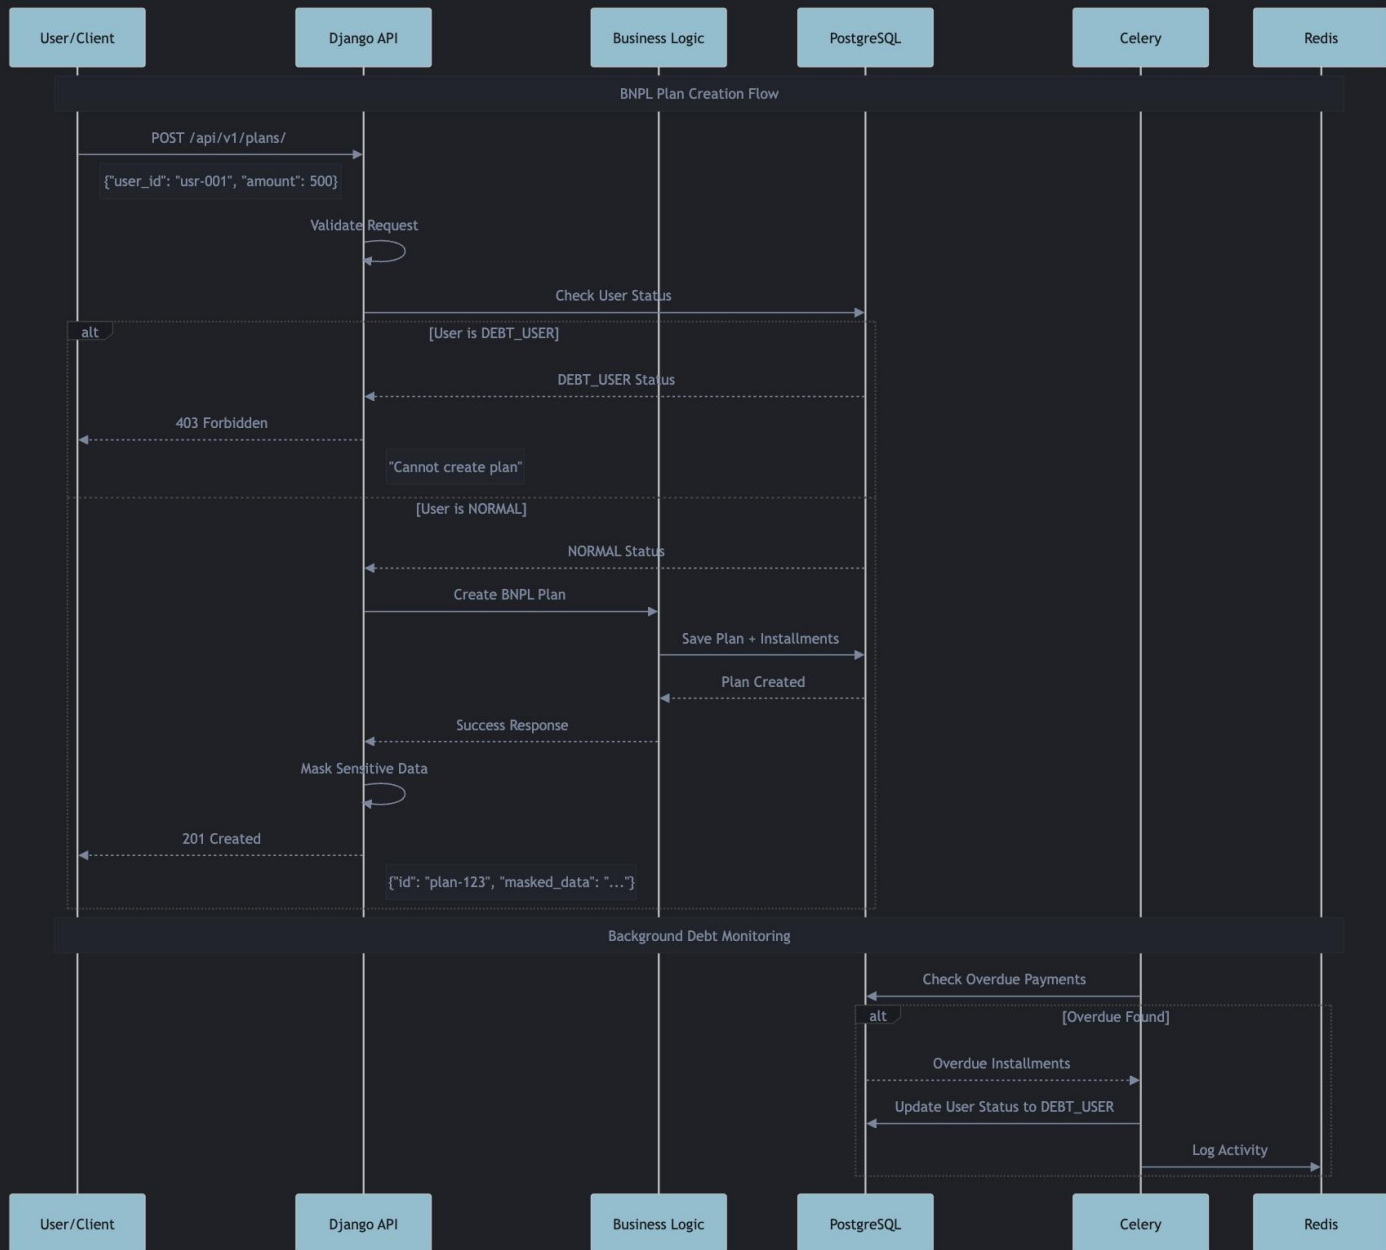 User/Client
Django API
Business Logic
PostgreSQL
Celery
Redis
BNPL Plan Creation Flow
POST /api/v1/plans/
{"user_id": "usr-001", "amount": 500}
Validate Request
Check User Status
alt
[User is DEBT_USER]
DEBT_USER Status
403 Forbidden
"Cannot create plan"
[User is NORMAL]
NORMAL Status
Create BNPL Plan
Save Plan + Installments
Plan Created
Success Response
Mask Sensitive Data
201 Created
{"id": "plan-123", "masked_data": "..."}
Background Debt Monitoring
Check Overdue Payments
alt
[Overdue Found]
Overdue Installments
Update User Status to DEBT_USER
Log Activity
User/Client
Django API
Business Logic
PostgreSQL
Celery
Redis